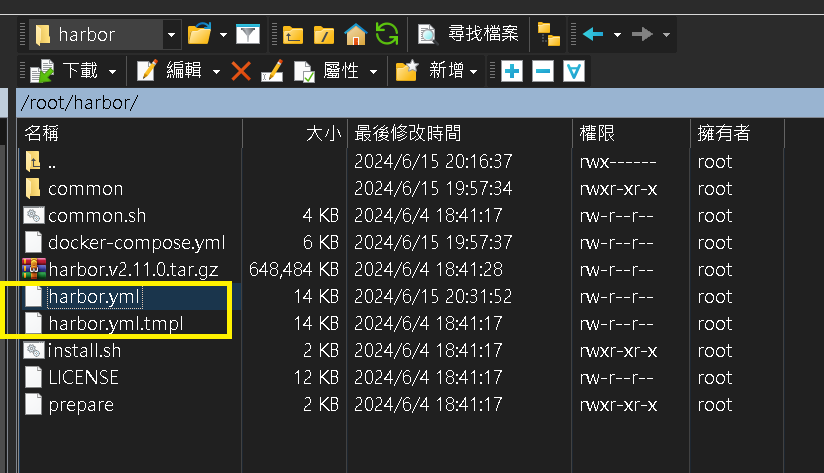 harbor 尋找檔案
下載 編輯 屬性 新增
/root/harbor/
名稱 大小 最後修改時間 權限 擁有者
.. 2024/6/15 20:16:37 rwx------ root
common 2024/6/15 19:57:34 rwxr-xr-x root
common.sh 4 KB 2024/6/4 18:41:17 rw-r--r-- root
docker-compose.yml 6 KB 2024/6/15 19:57:37 rw-r--r-- root
harbor.v2.11.0.tar.gz 648,484 KB 2024/6/4 18:41:28 rw-r--r-- root
harbor.yml 14 KB 2024/6/15 20:31:52 rw-r--r-- root
harbor.yml.tmpl 14 KB 2024/6/4 18:41:17 rw-r--r-- root
install.sh 2 KB 2024/6/4 18:41:17 rwxr-xr-x root
LICENSE 12 KB 2024/6/4 18:41:17 rw-r--r-- root
prepare 2 KB 2024/6/4 18:41:17 rwxr-xr-x root